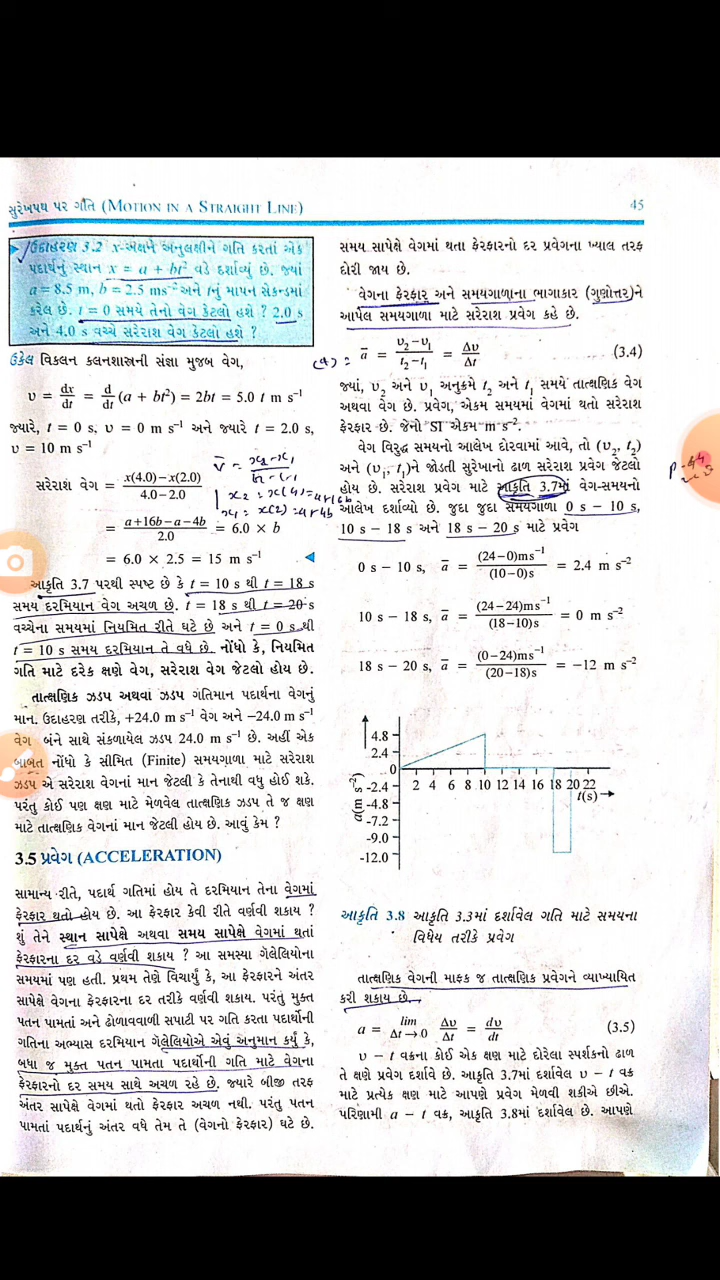 સુરેખપથ પર ગતિ (MOTION IN A STRAIGHT LINE)
45
ઉદાહરણ 3.2 x-અક્ષને અનુલક્ષીને ગતિ કરતાં એક
પદાર્થનું સ્થાન x = a + bt² વડે દર્શાવ્યું છે. જ્યાં
a = 8.5 m, b = 2.5 ms⁻² અને tનું માપન સેકન્ડમાં
કરેલ છે. t = 0 સમયે તેનો વેગ કેટલો હશે ? 2.0 s
અને 4.0 s વચ્ચે સરેરાશ વેગ કેટલો હશે ?
ઉકેલ વિકલન કલનશાસ્ત્રની સંજ્ઞા મુજબ વેગ,
υ = dx/dt = d/dt (a + bt²) = 2bt = 5.0 t m s⁻¹
જ્યારે, t = 0 s, υ = 0 m s⁻¹ અને જ્યારે t = 2.0 s,
υ = 10 m s⁻¹
સરેરાશ વેગ = x(4.0)−x(2.0) / 4.0−2.0
= a+16b−a−4b / 2.0 = 6.0 × b
= 6.0 × 2.5 = 15 m s⁻¹
x₂ = x(4) = a+16b
x₁ = x(2) = a+4b
આકૃતિ 3.7 પરથી સ્પષ્ટ છે કે t = 10 s થી t = 18 s
સમય દરમિયાન વેગ અચળ છે. t = 18 s થી t = 20 s
વચ્ચેના સમયમાં નિયમિત રીતે ઘટે છે અને t = 0 s થી
t = 10 s સમય દરમિયાન તે વધે છે. નોંધો કે, નિયમિત
ગતિ માટે દરેક ક્ષણે વેગ, સરેરાશ વેગ જેટલો હોય છે.
તાત્ક્ષણિક ઝડપ અથવા ઝડપ ગતિમાન પદાર્થના વેગનું
માન. ઉદાહરણ તરીકે, +24.0 m s⁻¹ વેગ અને −24.0 m s⁻¹
વેગ બંને સાથે સંકળાયેલ ઝડપ 24.0 m s⁻¹ છે. અહીં એક
બાબત નોંધો કે સીમિત (Finite) સમયગાળા માટે સરેરાશ
ઝડપ એ સરેરાશ વેગનાં માન જેટલી કે તેનાથી વધુ હોઈ શકે.
પરંતુ કોઈ પણ ક્ષણ માટે મેળવેલ તાત્ક્ષણિક ઝડપ તે જ ક્ષણ
માટે તાત્ક્ષણિક વેગનાં માન જેટલી હોય છે. આવું કેમ ?
3.5 પ્રવેગ (ACCELERATION)
સામાન્ય રીતે, પદાર્થ ગતિમાં હોય તે દરમિયાન તેના વેગમાં
ફેરફાર થતો હોય છે. આ ફેરફાર કેવી રીતે વર્ણવી શકાય ?
શું તેને સ્થાન સાપેક્ષે અથવા સમય સાપેક્ષે વેગમાં થતાં
ફેરફારના દર વડે વર્ણવી શકાય ? આ સમસ્યા ગૅલેલિયોના
સમયમાં પણ હતી. પ્રથમ તેણે વિચાર્યું કે, આ ફેરફારને અંતર
સાપેક્ષે વેગના ફેરફારના દર તરીકે વર્ણવી શકાય. પરંતુ મુક્ત
પતન પામતાં અને ઢોળાવવાળી સપાટી પર ગતિ કરતા પદાર્થોની
ગતિના અભ્યાસ દરમિયાન ગૅલેલિયોએ એવું અનુમાન કર્યું કે,
બધા જ મુક્ત પતન પામતા પદાર્થોની ગતિ માટે વેગના
ફેરફારનો દર સમય સાથે અચળ રહે છે. જ્યારે બીજી તરફ
અંતર સાપેક્ષે વેગમાં થતો ફેરફાર અચળ નથી. પરંતુ પતન
પામતાં પદાર્થનું અંતર વધે તેમ તે (વેગનો ફેરફાર) ઘટે છે.
સમય સાપેક્ષે વેગમાં થતા ફેરફારનો દર પ્રવેગના ખ્યાલ તરફ
દોરી જાય છે.
વેગના ફેરફાર અને સમયગાળાના ભાગાકાર (ગુણોત્તર)ને
આપેલ સમયગાળા માટે સરેરાશ પ્રવેગ કહે છે.
a̅ = υ₂−υ₁ / t₂−t₁ = Δυ/Δt (3.4)
જ્યાં, υ₂ અને υ₁ અનુક્રમે t₂ અને t₁ સમયે તાત્ક્ષણિક વેગ
અથવા વેગ છે. પ્રવેગ, એકમ સમયમાં વેગમાં થતો સરેરાશ
ફેરફાર છે. જેનો SI એકમ m s⁻².
વેગ વિરુદ્ધ સમયનો આલેખ દોરવામાં આવે, તો (υ₂, t₂)
અને (υ₁, t₁)ને જોડતી સુરેખાનો ઢાળ સરેરાશ પ્રવેગ જેટલો
હોય છે. સરેરાશ પ્રવેગ માટે આકૃતિ 3.7માં વેગ-સમયનો
આલેખ દર્શાવ્યો છે. જુદા જુદા સમયગાળા 0 s − 10 s,
10 s − 18 s અને 18 s − 20 s માટે પ્રવેગ
0 s − 10 s, a̅ = (24−0)ms⁻¹ / (10−0)s = 2.4 m s⁻²
10 s − 18 s, a̅ = (24−24)ms⁻¹ / (18−10)s = 0 m s⁻²
18 s − 20 s, a̅ = (0−24)ms⁻¹ / (20−18)s = −12 m s⁻²
4.8
2.4
0
-2.4
-4.8
-7.2
-9.0
-12.0
a(m s⁻²)
2 4 6 8 10 12 14 16 18 20 22
t(s)
આકૃતિ 3.8 આકૃતિ 3.3માં દર્શાવેલ ગતિ માટે સમયના
વિધેય તરીકે પ્રવેગ
તાત્ક્ષણિક વેગની માફક જ તાત્ક્ષણિક પ્રવેગને વ્યાખ્યાયિત
કરી શકાય છે.
a = lim Δt→0 Δυ/Δt = dυ/dt (3.5)
υ − t વક્રના કોઈ એક ક્ષણ માટે દોરેલા સ્પર્શકનો ઢાળ
તે ક્ષણે પ્રવેગ દર્શાવે છે. આકૃતિ 3.7માં દર્શાવેલ υ − t વક્ર
માટે પ્રત્યેક ક્ષણ માટે આપણે પ્રવેગ મેળવી શકીએ છીએ.
પરિણામી a − t વક્ર, આકૃતિ 3.8માં દર્શાવેલ છે. આપણે